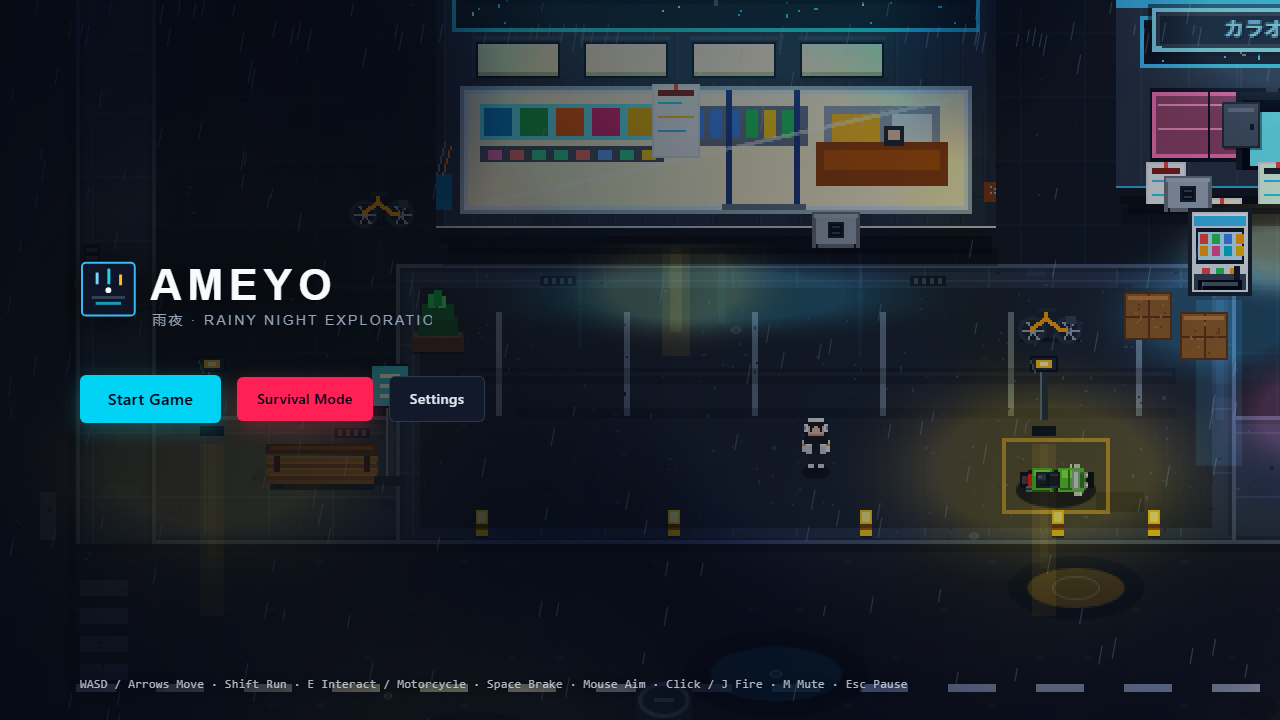 カラオ
AMEYO
雨夜 · RAINY NIGHT EXPLORATIO
Start Game
Survival Mode
Settings
WASD / Arrows Move · Shift Run · E Interact / Motorcycle · Space Brake · Mouse Aim · Click / J Fire · M Mute · Esc Pause